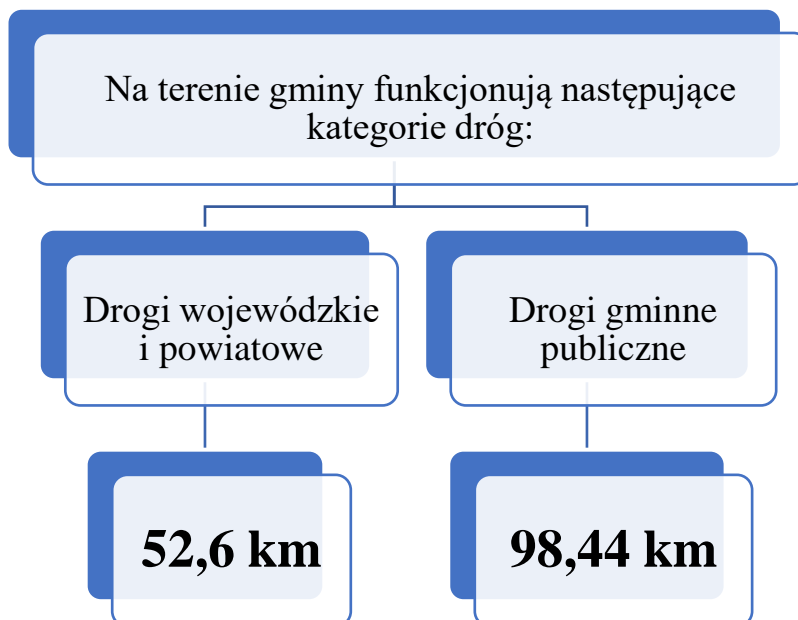 Na terenie gminy funkcjonują następujące
kategorie dróg:
Drogi wojewódzkie
i powiatowe
Drogi gminne
publiczne
52,6 km
98,44 km